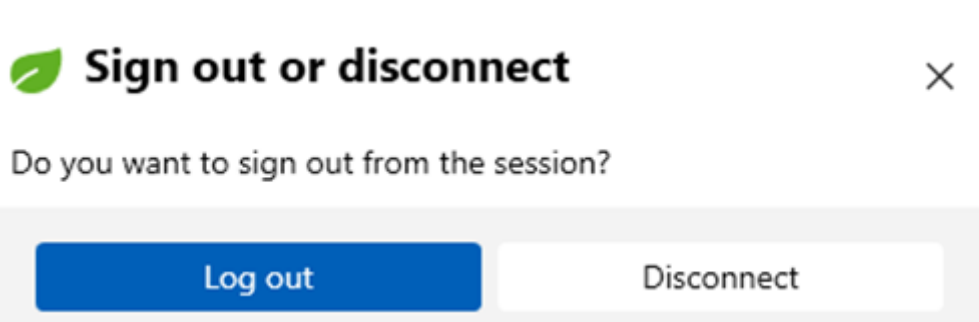 Sign out or disconnect
Do you want to sign out from the session?
Log out
Disconnect